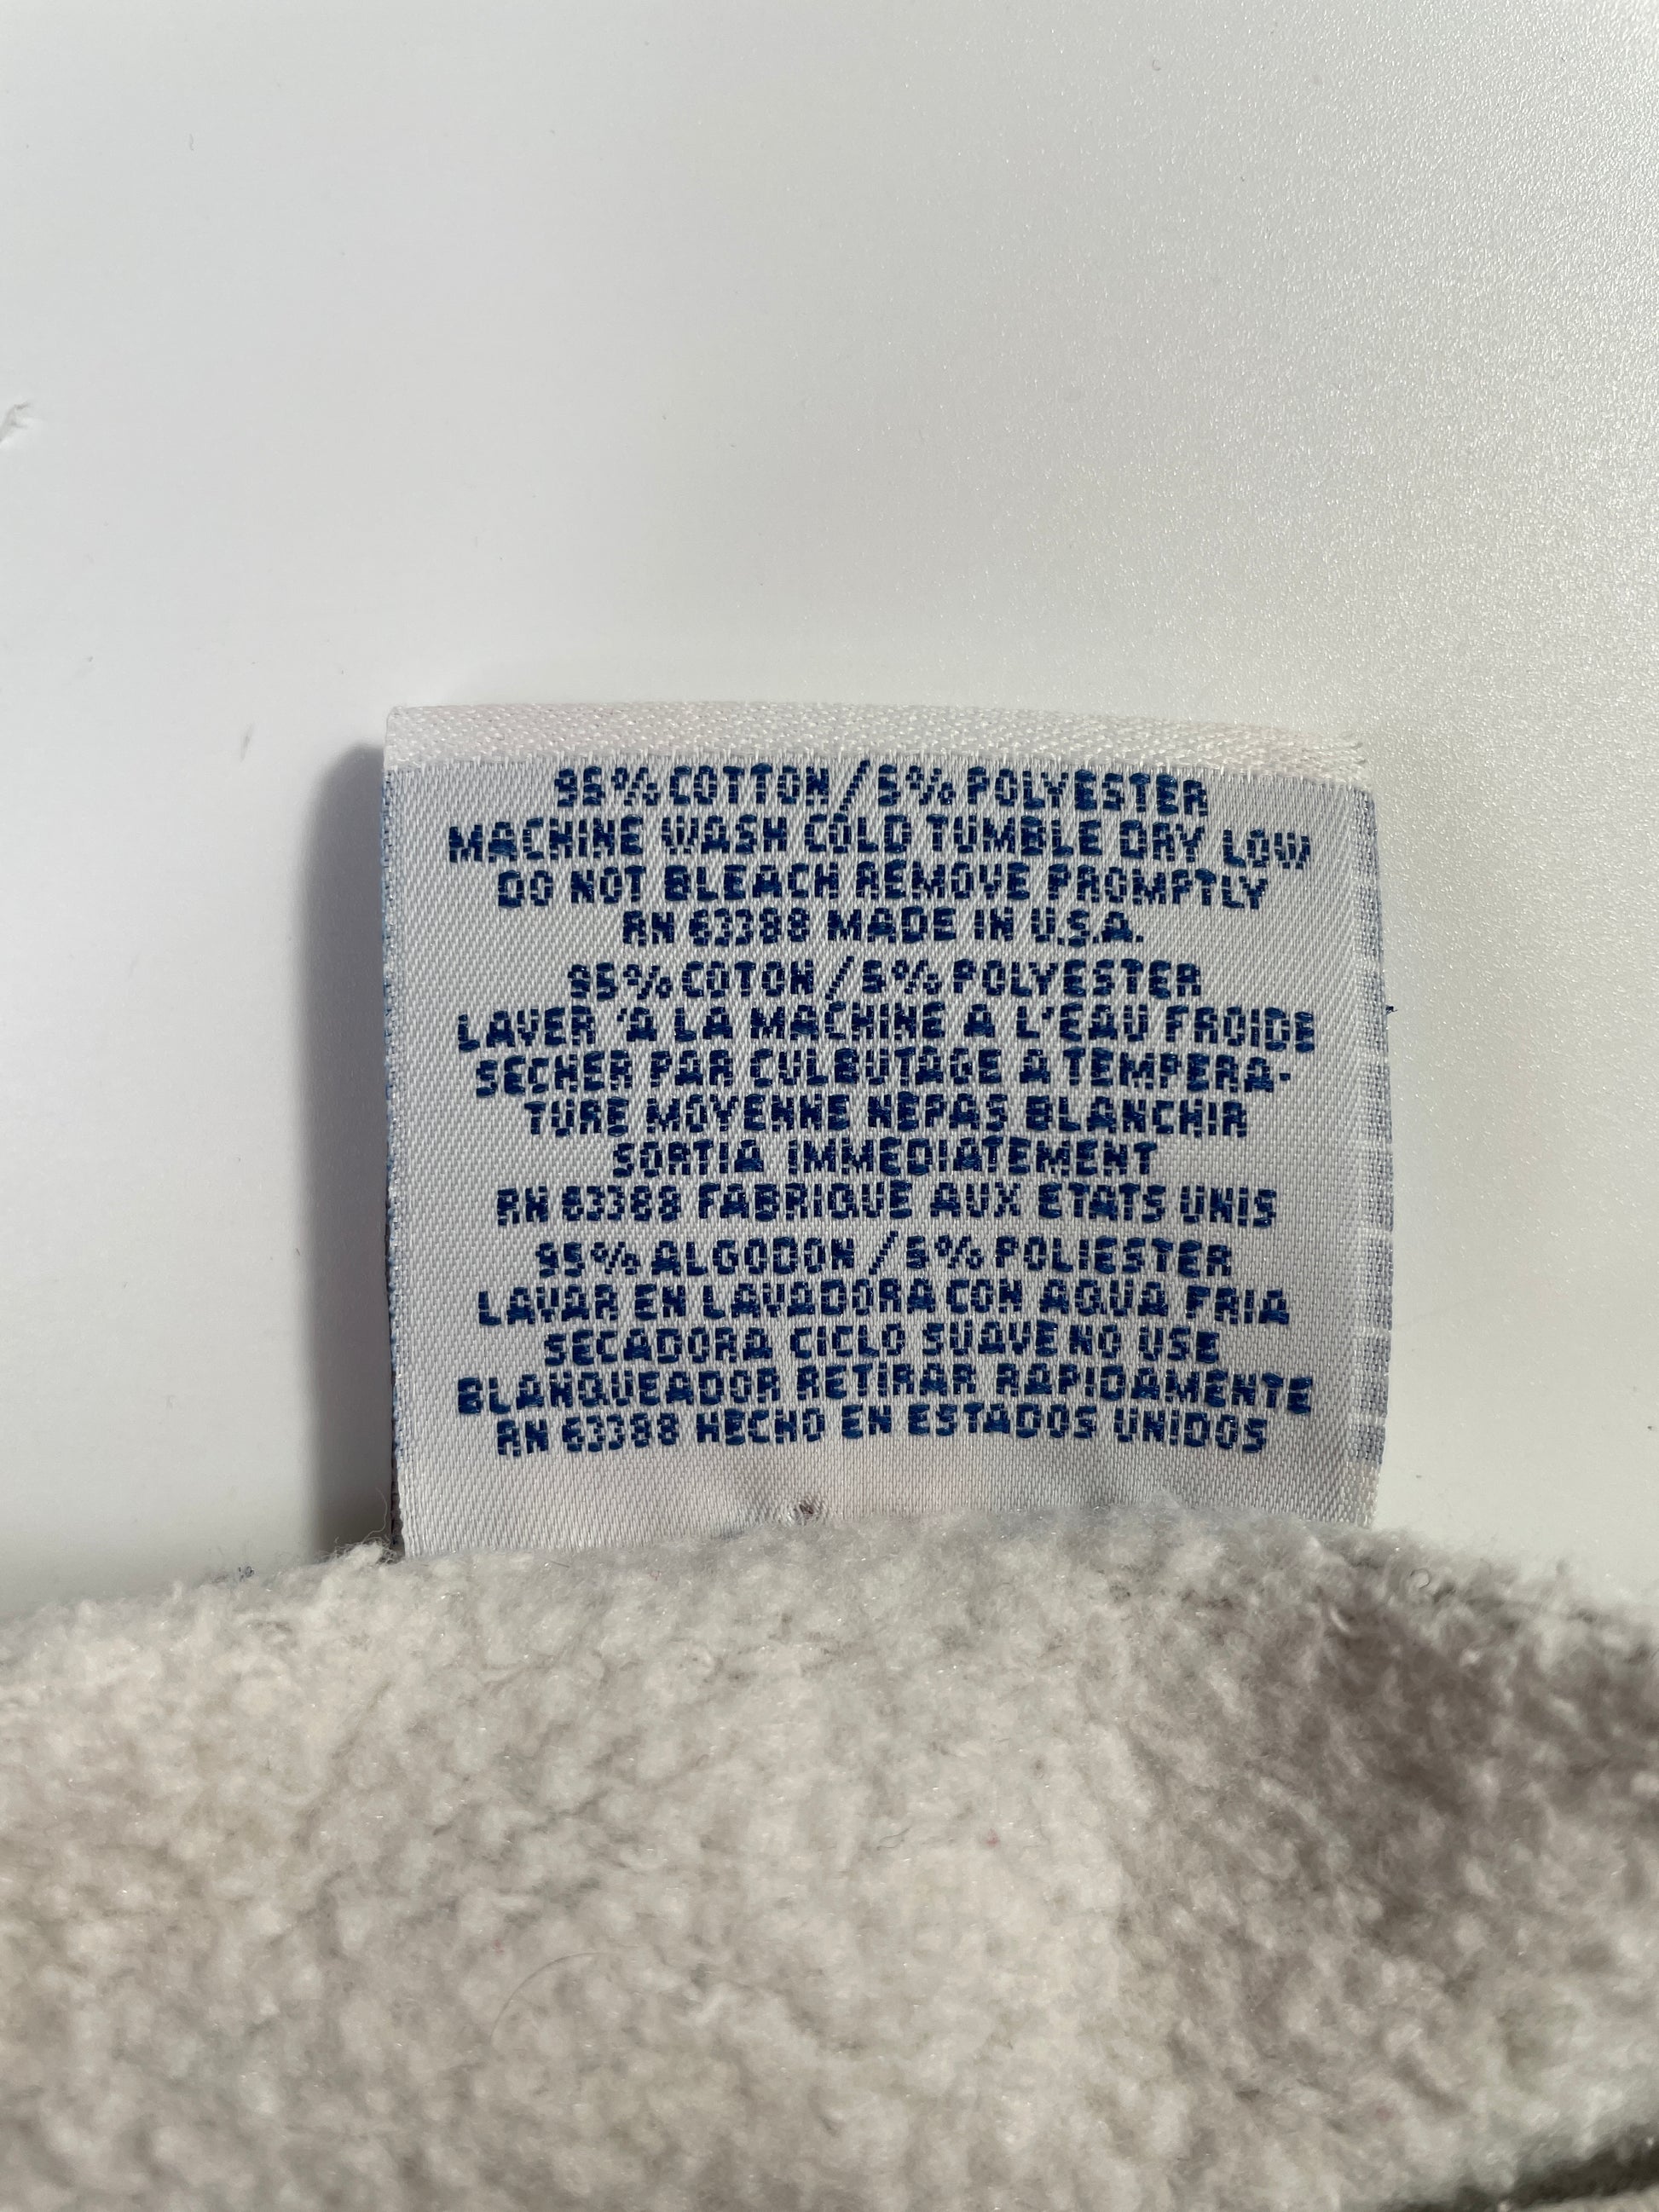 95% COTTON / 5% POLYESTER
MACHINE WASH COLD TUMBLE DRY LOW
DO NOT BLEACH REMOVE PROMPTLY
RN 63388 MADE IN U.S.A.
95% COTON / 5% POLYESTER
LAVER 'A LA MACHINE A L'EAU FROIDE
SECHER PAR CULBUTAGE A TEMPERA-
TURE MOYENNE NEPAS BLANCHIR
SORTIA IMMEDIATEMENT
RN 63388 FABRIQUE AUX ETATS UNIS
95% ALGODON / 5% POLIESTER
LAVAR EN LAVADORA CON AQUA FRIA
SECADORA CICLO SUAVE NO USE
BLANQUEADOR RETIRAR RAPIDAMENTE
RN 63388 HECHO EN ESTADOS UNIDOS